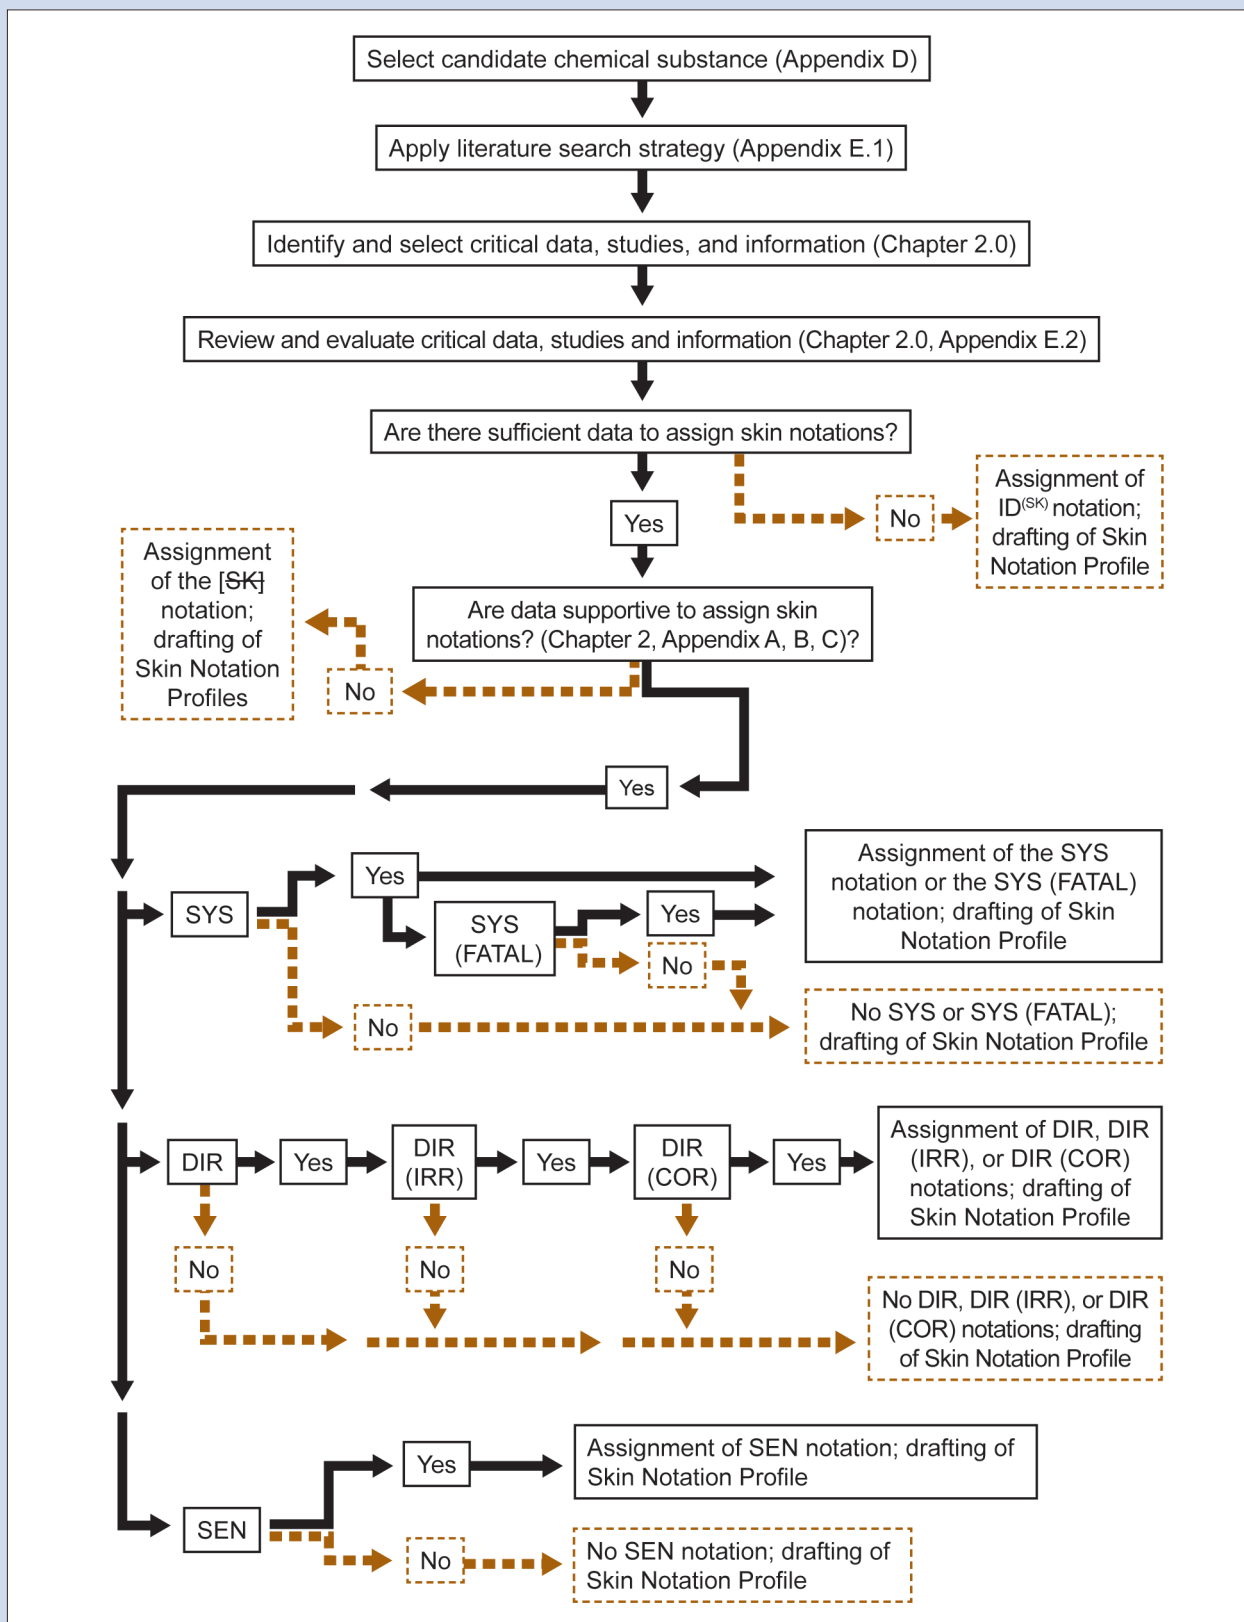 Select candidate chemical substance (Appendix D)
Apply literature search strategy (Appendix E.1)
Identify and select critical data, studies, and information (Chapter 2.0)
Review and evaluate critical data, studies and information (Chapter 2.0, Appendix E.2)
Are there sufficient data to assign skin notations?
Yes
No
Assignment of
ID(SK) notation;
drafting of Skin
Notation Profile
Are data supportive to assign skin
notations? (Chapter 2, Appendix A, B, C)?
No
Assignment
of the [SK]
notation;
drafting of
Skin Notation
Profiles
Yes
SYS
Yes
SYS
(FATAL)
Yes
No
No
Assignment of the SYS
notation or the SYS (FATAL)
notation; drafting of Skin
Notation Profile
No SYS or SYS (FATAL);
drafting of Skin Notation Profile
DIR
Yes
DIR
(IRR)
Yes
DIR
(COR)
Yes
Assignment of DIR, DIR
(IRR), or DIR (COR)
notations; drafting of
Skin Notation Profile
No
No
No
No DIR, DIR (IRR), or DIR
(COR) notations; drafting
of Skin Notation Profile
SEN
Yes
Assignment of SEN notation; drafting of
Skin Notation Profile
No
No SEN notation; drafting of
Skin Notation Profile